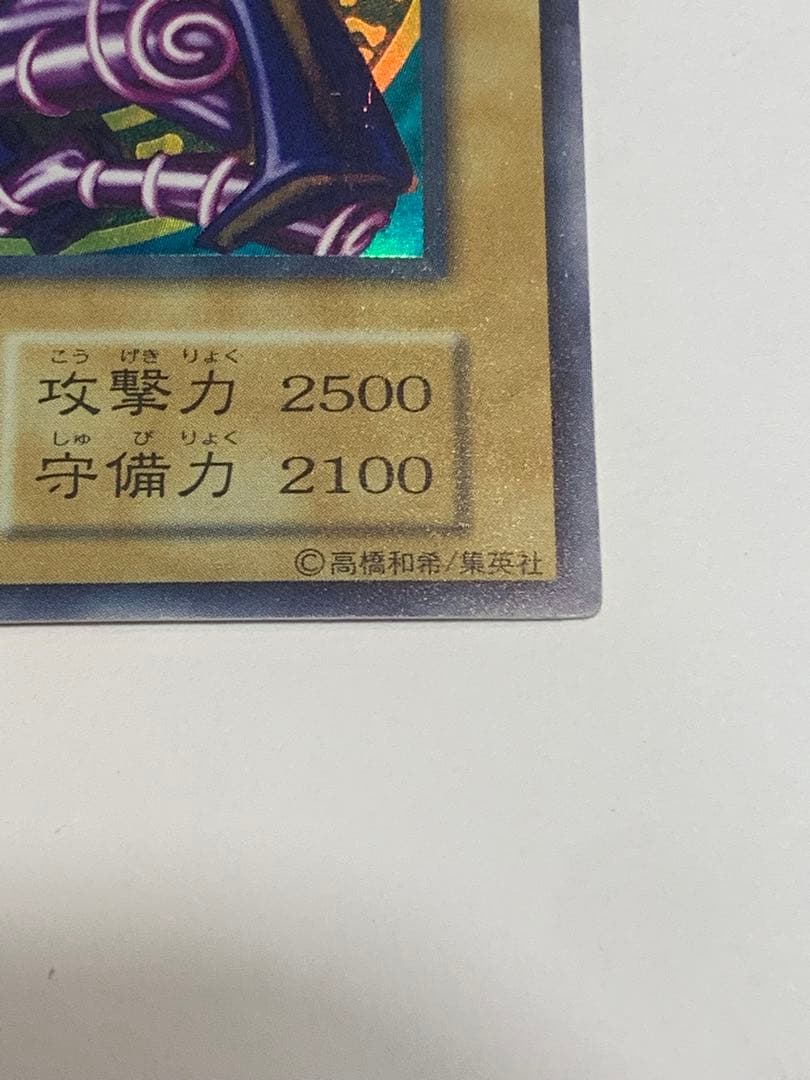 こう げき りょく
攻撃力 2500
しゅ び りょく
守備力 2100
©高橋和希/集英社